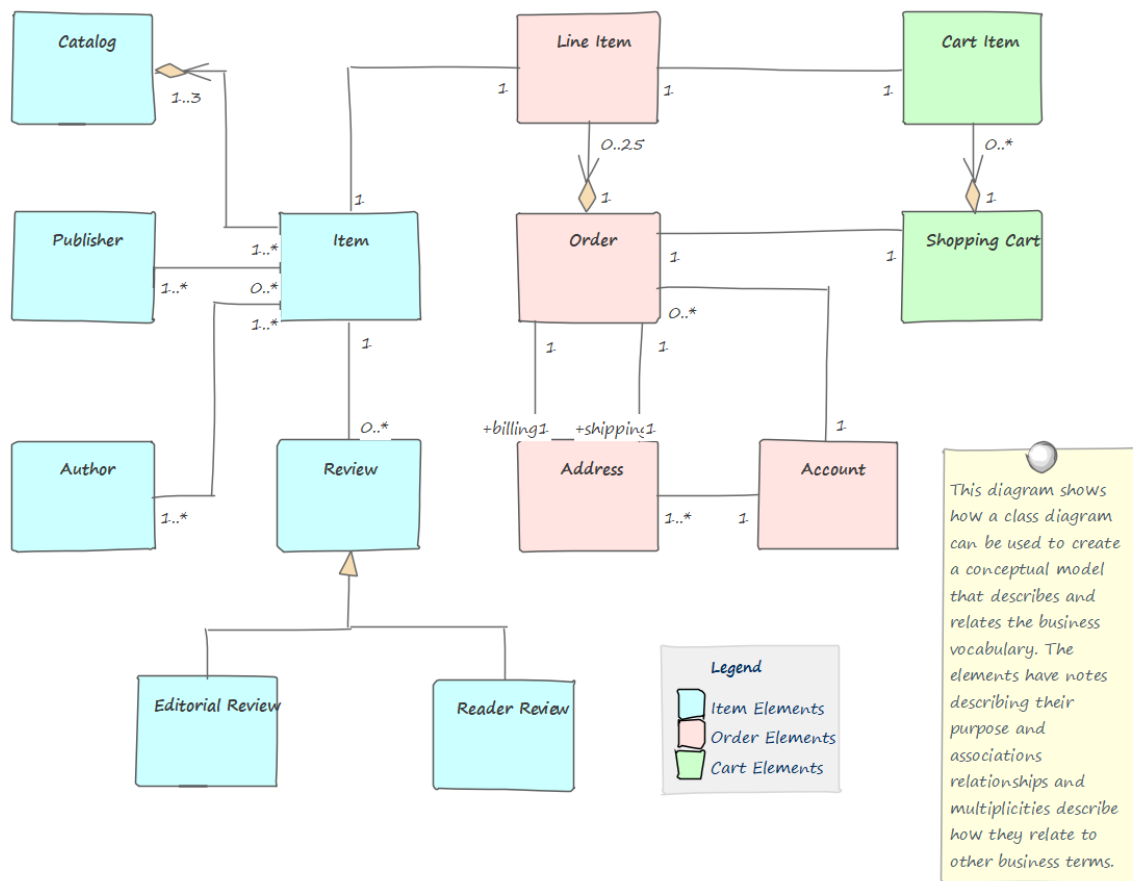 Catalog
Line Item
Cart Item
1..3
1
1
1
0..25
0..*
1
1
1
Publisher
Item
Order
Shopping Cart
1..*
1
1
1..*
0..*
1..*
0..*
1
1
1
0..*
+billing
1
+shipping
1
1
Author
Review
Address
Account
1..*
1..*
1
Editorial Review
Reader Review
Legend
Item Elements
Order Elements
Cart Elements
This diagram shows
how a class diagram
can be used to create
a conceptual model
that describes and
relates the business
vocabulary. The
elements have notes
describing their
purpose and
associations
relationships and
multiplicities describe
how they relate to
other business terms.